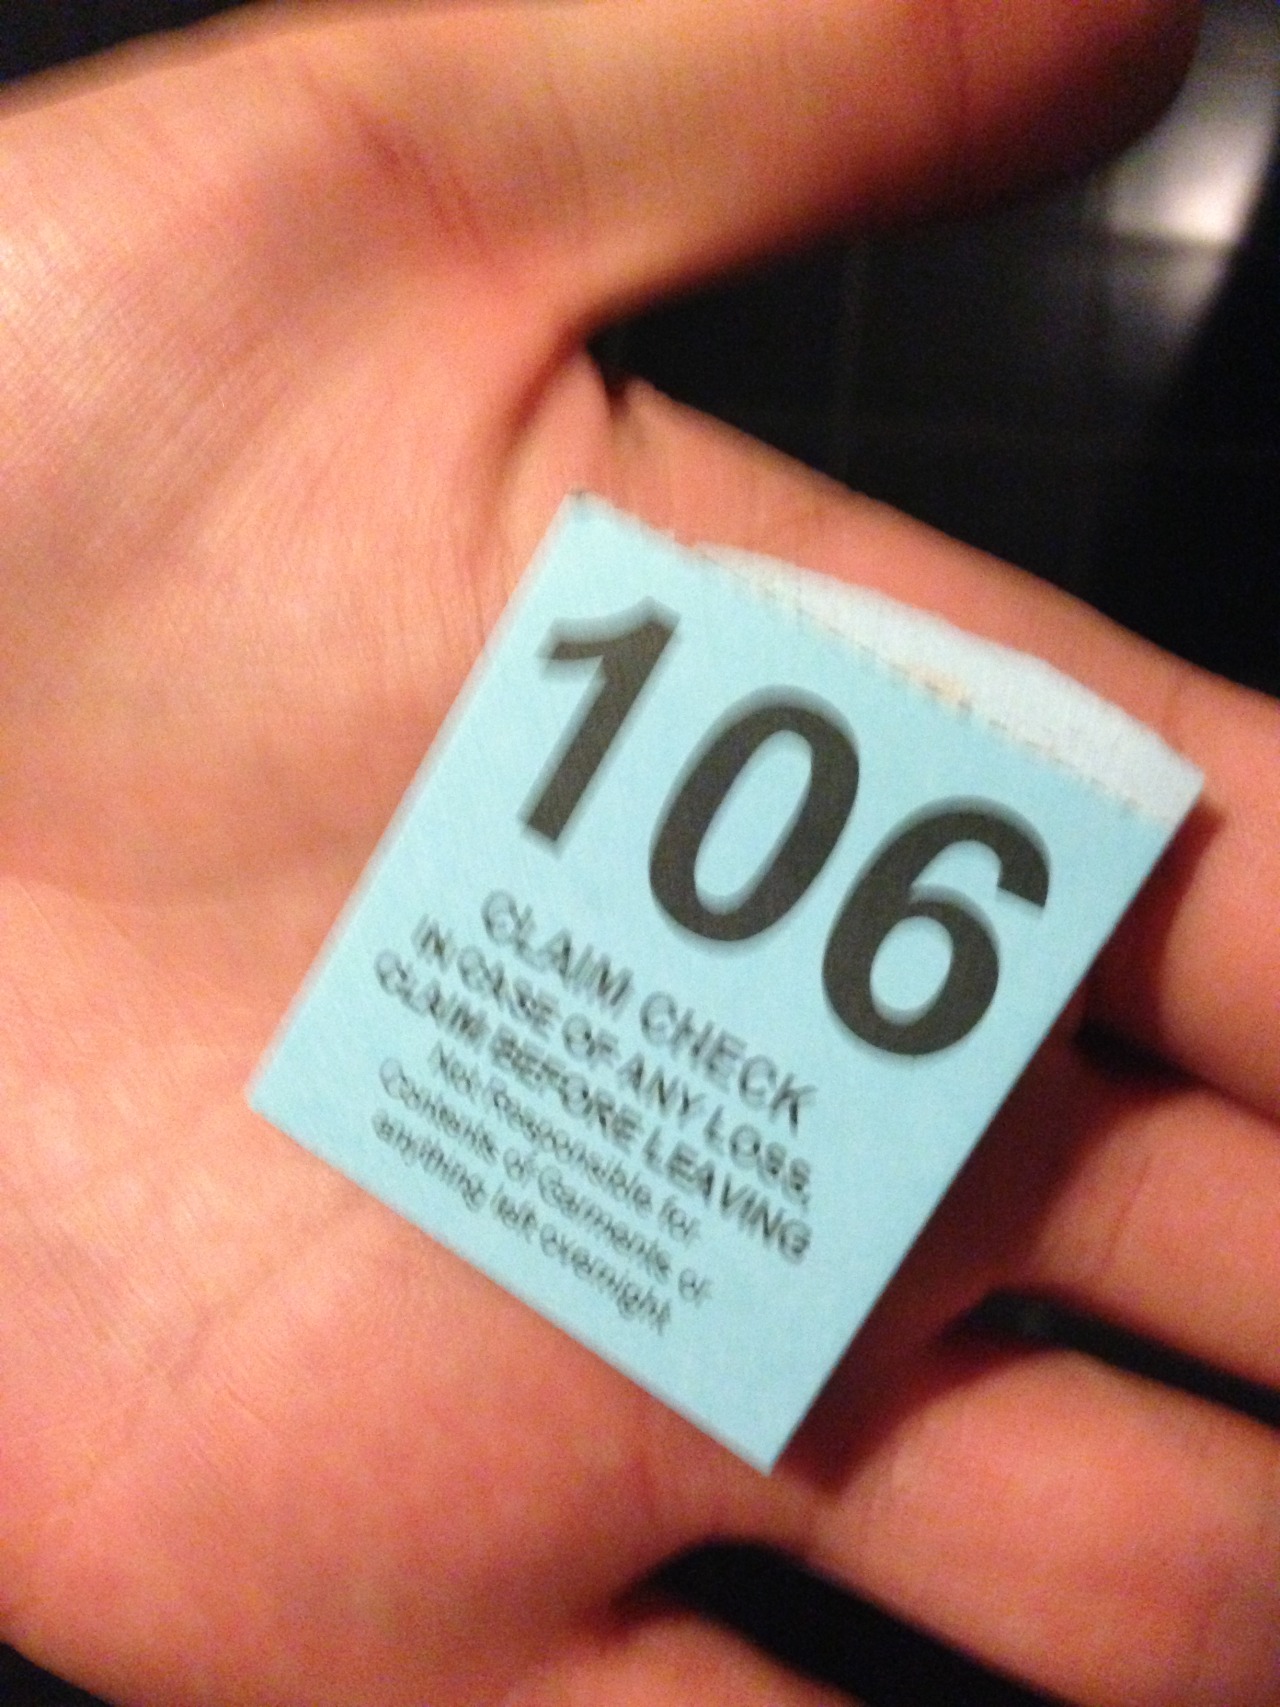 106
CLAIM CHECK
IN CASE OF ANY LOSS,
CLAIM BEFORE LEAVING
Not Responsible for
Contents of Garments or
anything left overnight